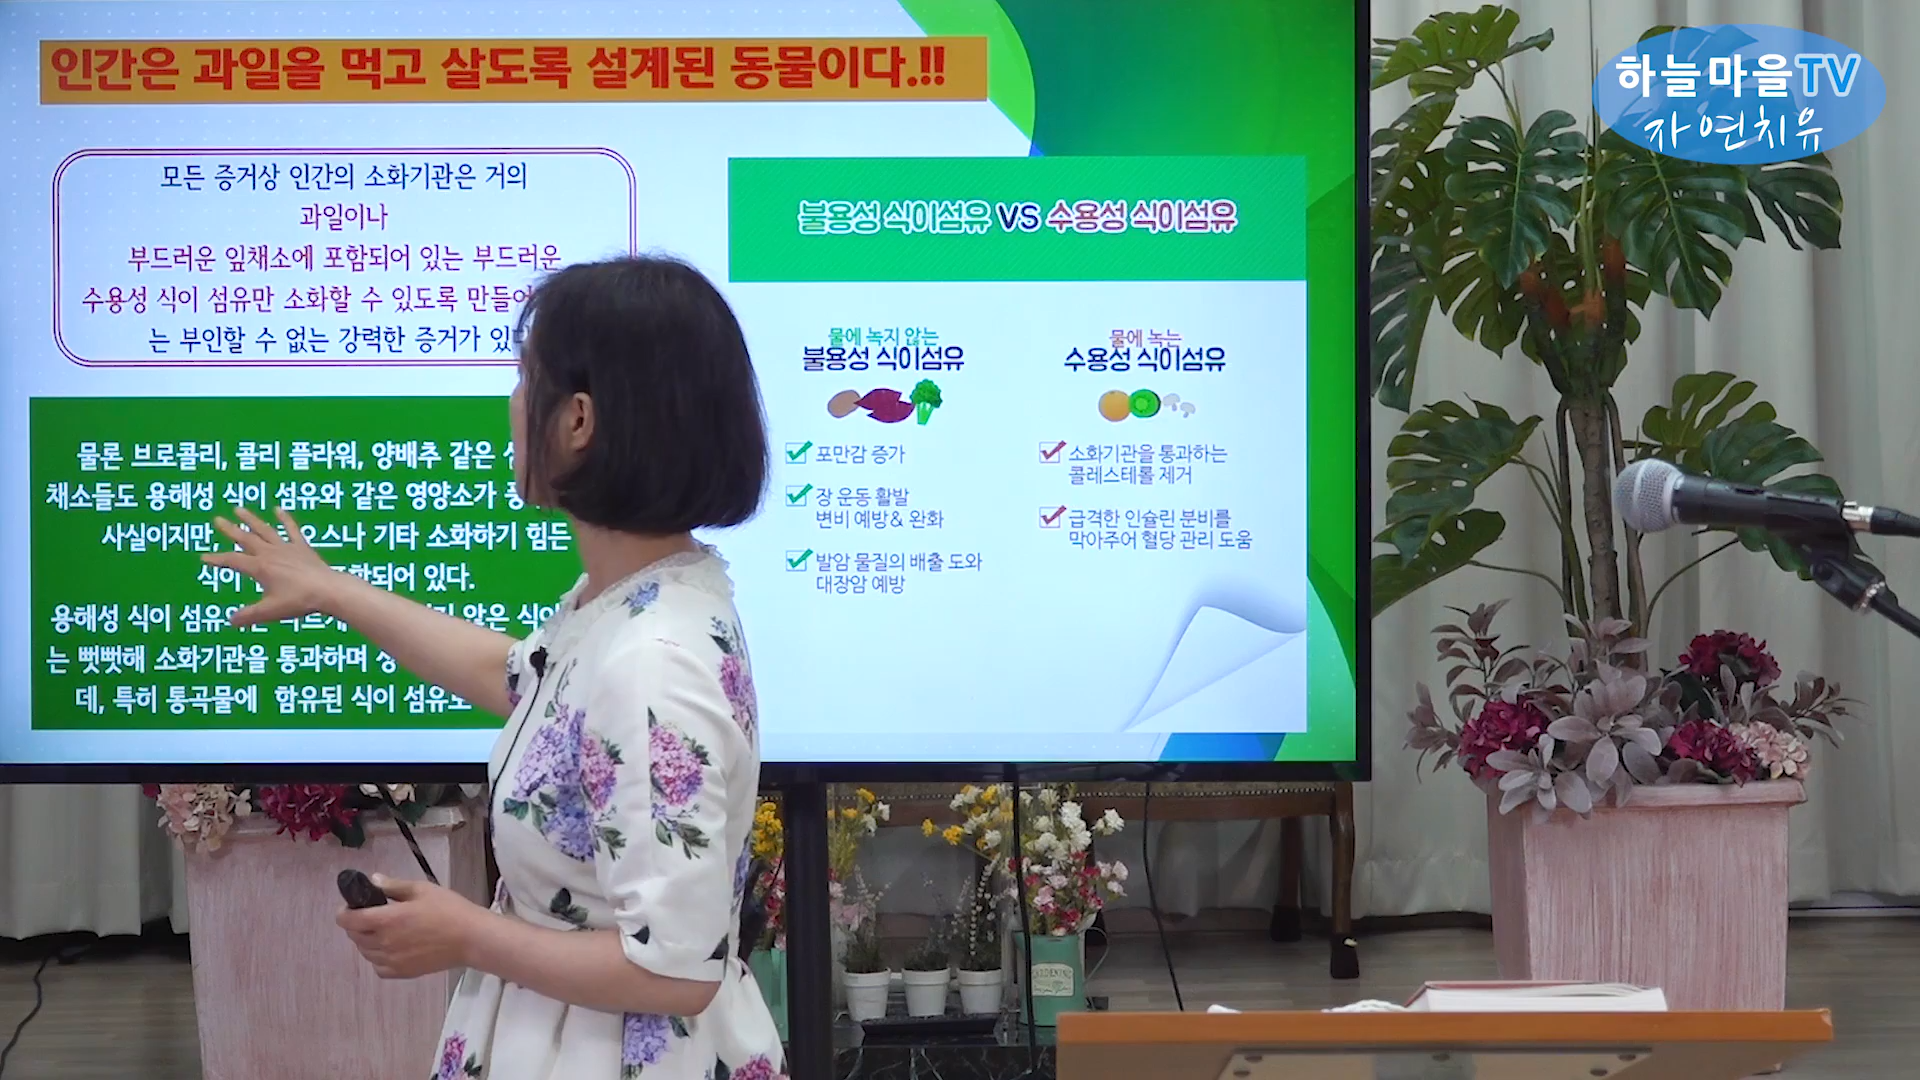 인간은 과일을 먹고 살도록 설계된 동물이다.!!
모든 증거상 인간의 소화기관은 거의
과일이나
부드러운 잎채소에 포함되어 있는 부드러운
수용성 식이 섬유만 소화할 수 있도록
는 부인할 수 없는 강력한 증거가
물론 브로콜리, 콜리 플라워, 양배추 같은
채소들도 용해성 식이 섬유와 같은 영양소가
사실이지만, 기타 소화하기 힘든
식이 있다.
용해성 식이 않은
는 뻣뻣해 소화기관을 통과하며
데, 특히 통곡물에 함유된 식이 섬유
불용성 식이섬유 VS 수용성 식이섬유
물에 녹지 않는
불용성 식이섬유
포만감 증가
장 운동 활발
변비 예방 & 완화
발암 물질의 배출 도와
대장암 예방
물에 녹는
수용성 식이섬유
소화기관을 통과하는
콜레스테롤 제거
급격한 인슐린 분비를
막아주어 혈당 관리 도움
하늘마을TV
자연치유
GARDENING